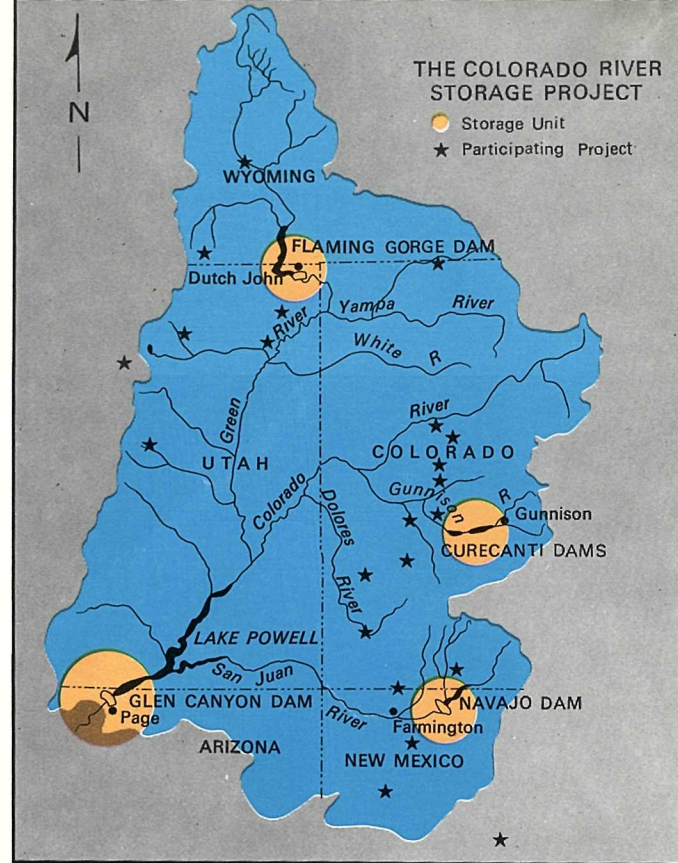 THE COLORADO RIVER
STORAGE PROJECT
Storage Unit
Participating Project
N
WYOMING
FLAMING GORGE DAM
Dutch John
Yampa River
River
White R
Green
River
UTAH
COLORADO
Colorado
Gunnison R
Gunnison
Dolores
River
CURECANTI DAMS
LAKE POWELL
San Juan
River
GLEN CANYON DAM
Page
NAVAJO DAM
Farmington
ARIZONA
NEW MEXICO